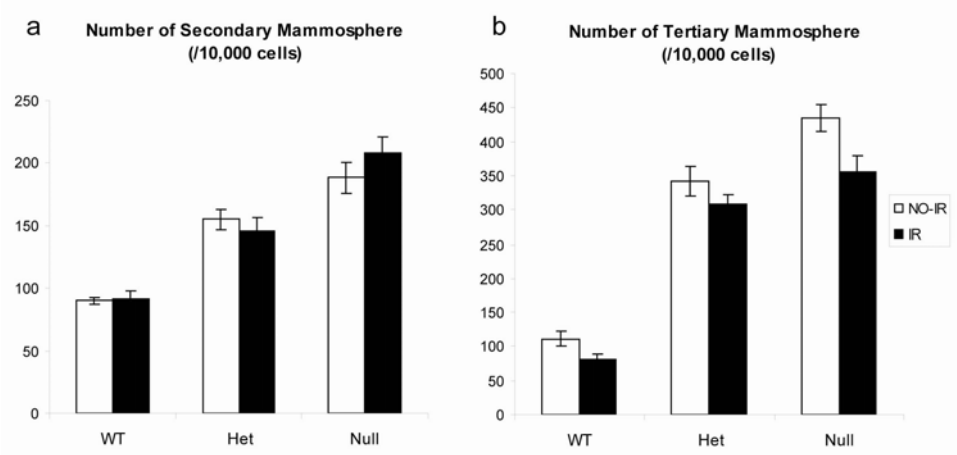 a
Number of Secondary Mammosphere
(/10,000 cells)
250
200
150
100
50
0
WT Het Null
b
Number of Tertiary Mammosphere
(/10,000 cells)
500
450
400
350
300
250
200
150
100
50
0
WT Het Null
NO-IR
IR